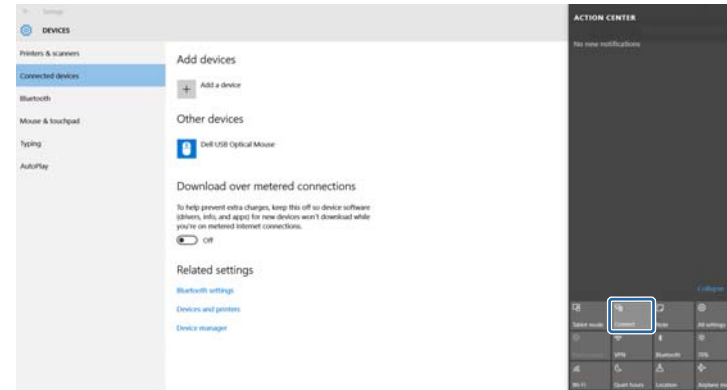 Settings
DEVICES
Printers & scanners
Connected devices
Bluetooth
Mouse & touchpad
Typing
AutoPlay
Add devices
Add a device
Other devices
Dell USB Optical Mouse
Download over metered connections
To help prevent extra charges, keep this off so device software
(drivers, info, and apps) for new devices won't download while
you're on metered Internet connections.
Off
Related settings
Bluetooth settings
Devices and printers
Device manager
ACTION CENTER
No new notifications
Collapse
Tablet mode Connect Note All settings
VPN Bluetooth
Wi-Fi Quiet hours Location Airplane mo